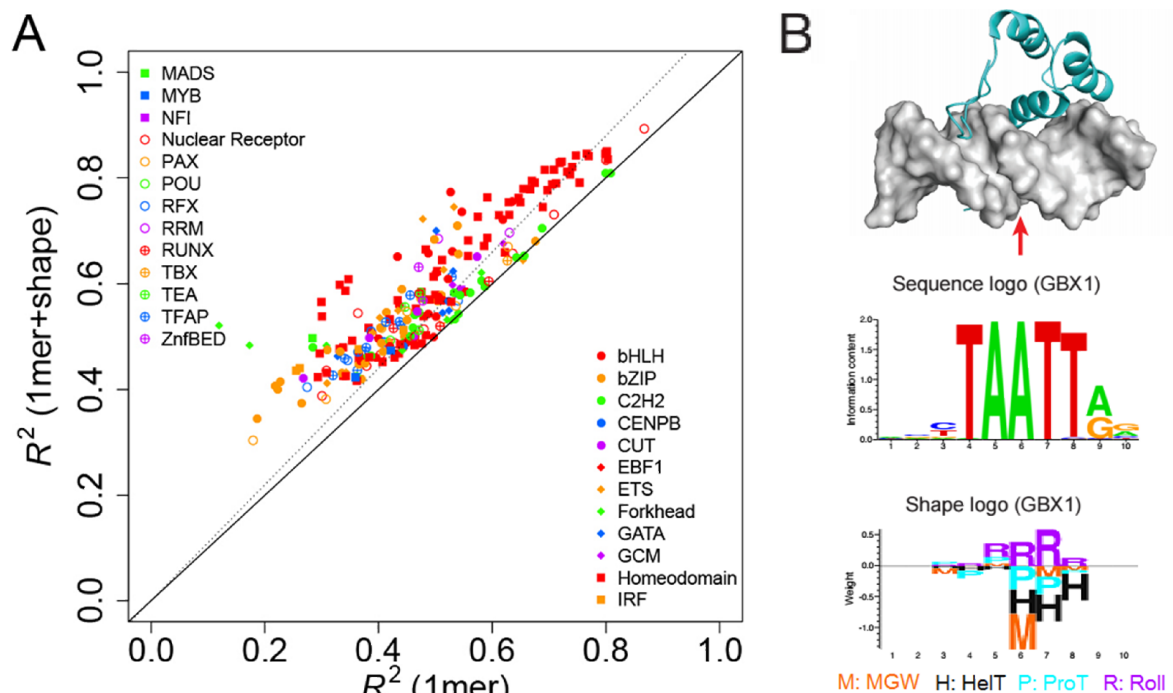 A
1.0
0.8
0.6
0.4
0.2
0.0
R² (1mer+shape)
MADS
MYB
NFI
Nuclear Receptor
PAX
POU
RFX
RRM
RUNX
TBX
TEA
TFAP
ZnfBED
bHLH
bZIP
C2H2
CENPB
CUT
EBF1
ETS
Forkhead
GATA
GCM
Homeodomain
IRF
0.0 0.2 0.4 0.6 0.8 1.0
R² (1mer)
B
Sequence logo (GBX1)
Information content
2.0
1.5
1.0
0.5
0.0
C T A A T T A
T G G
A
1 2 3 4 5 6 7 8 9 10
Shape logo (GBX1)
Weight
0.5
0.0
-0.5
-1.0
R R R R
P M
P P H
H H
M
1 2 3 4 5 6 7 8 9 10
M: MGW H: HelT P: ProT R: Roll